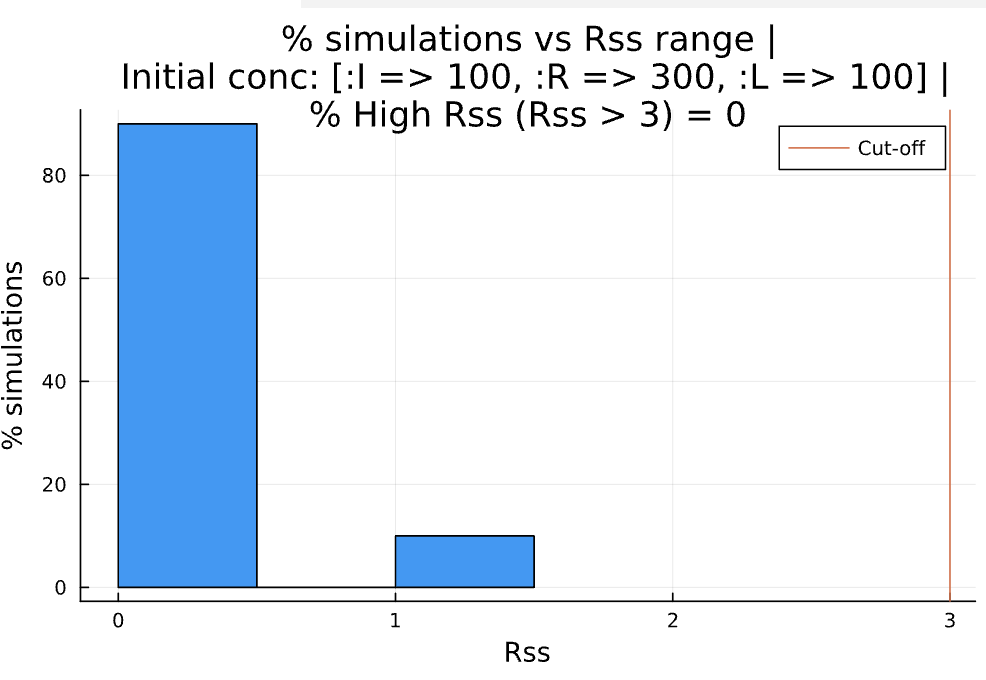 % simulations vs Rss range |
Initial conc: [:I => 100, :R => 300, :L => 100] |
% High Rss (Rss > 3) = 0
Cut-off
80
60
40
20
0
% simulations
0 1 2 3
Rss